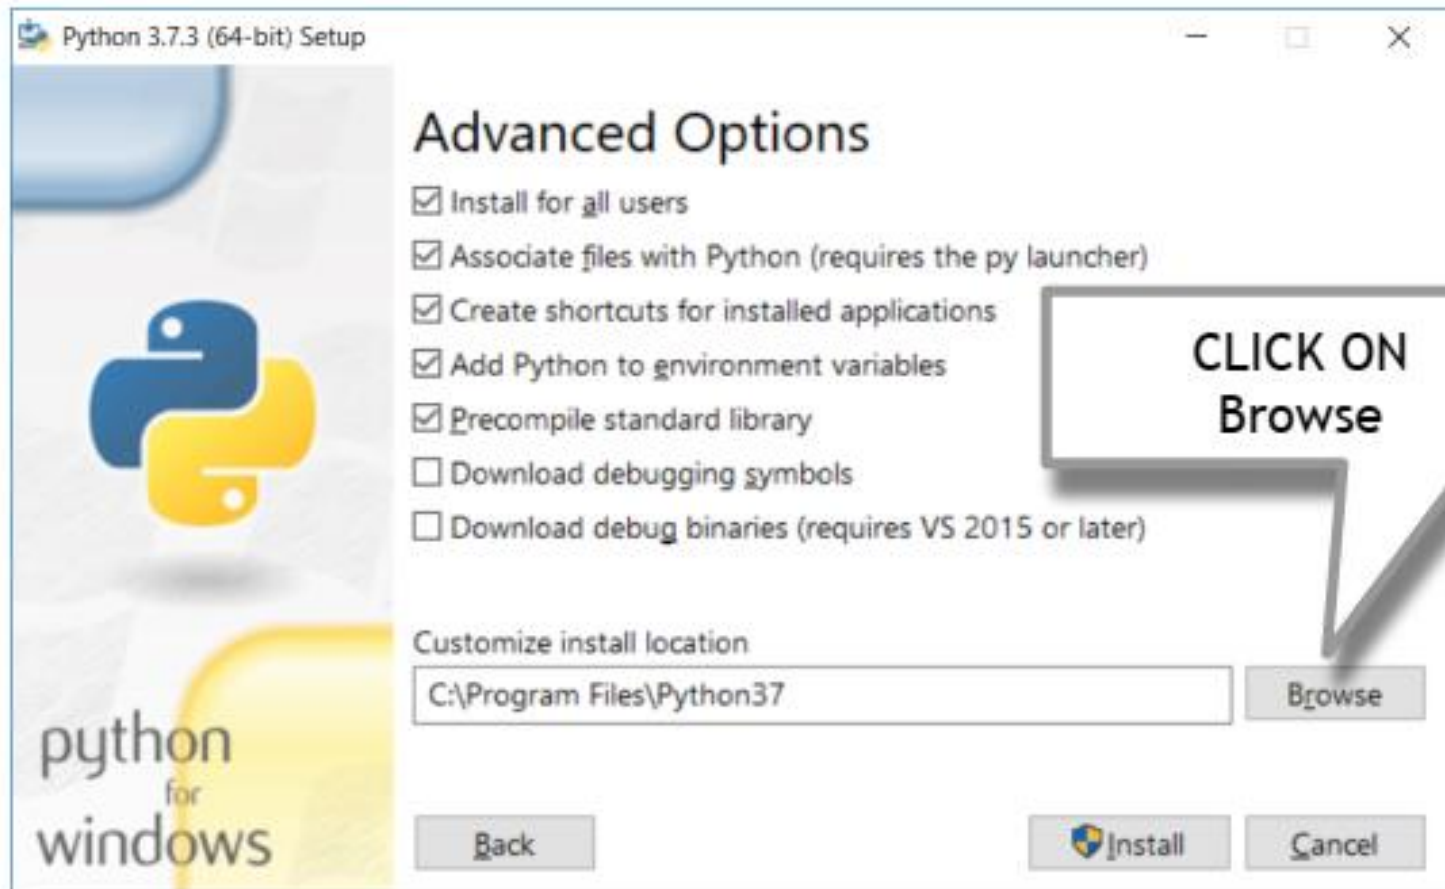 Python 3.7.3 (64-bit) Setup
Advanced Options
Install for all users
Associate files with Python (requires the py launcher)
Create shortcuts for installed applications
Add Python to environment variables
Precompile standard library
Download debugging symbols
Download debug binaries (requires VS 2015 or later)
CLICK ON
Browse
Customize install location
C:\Program Files\Python37
Browse
python
for
windows
Back
Install
Cancel